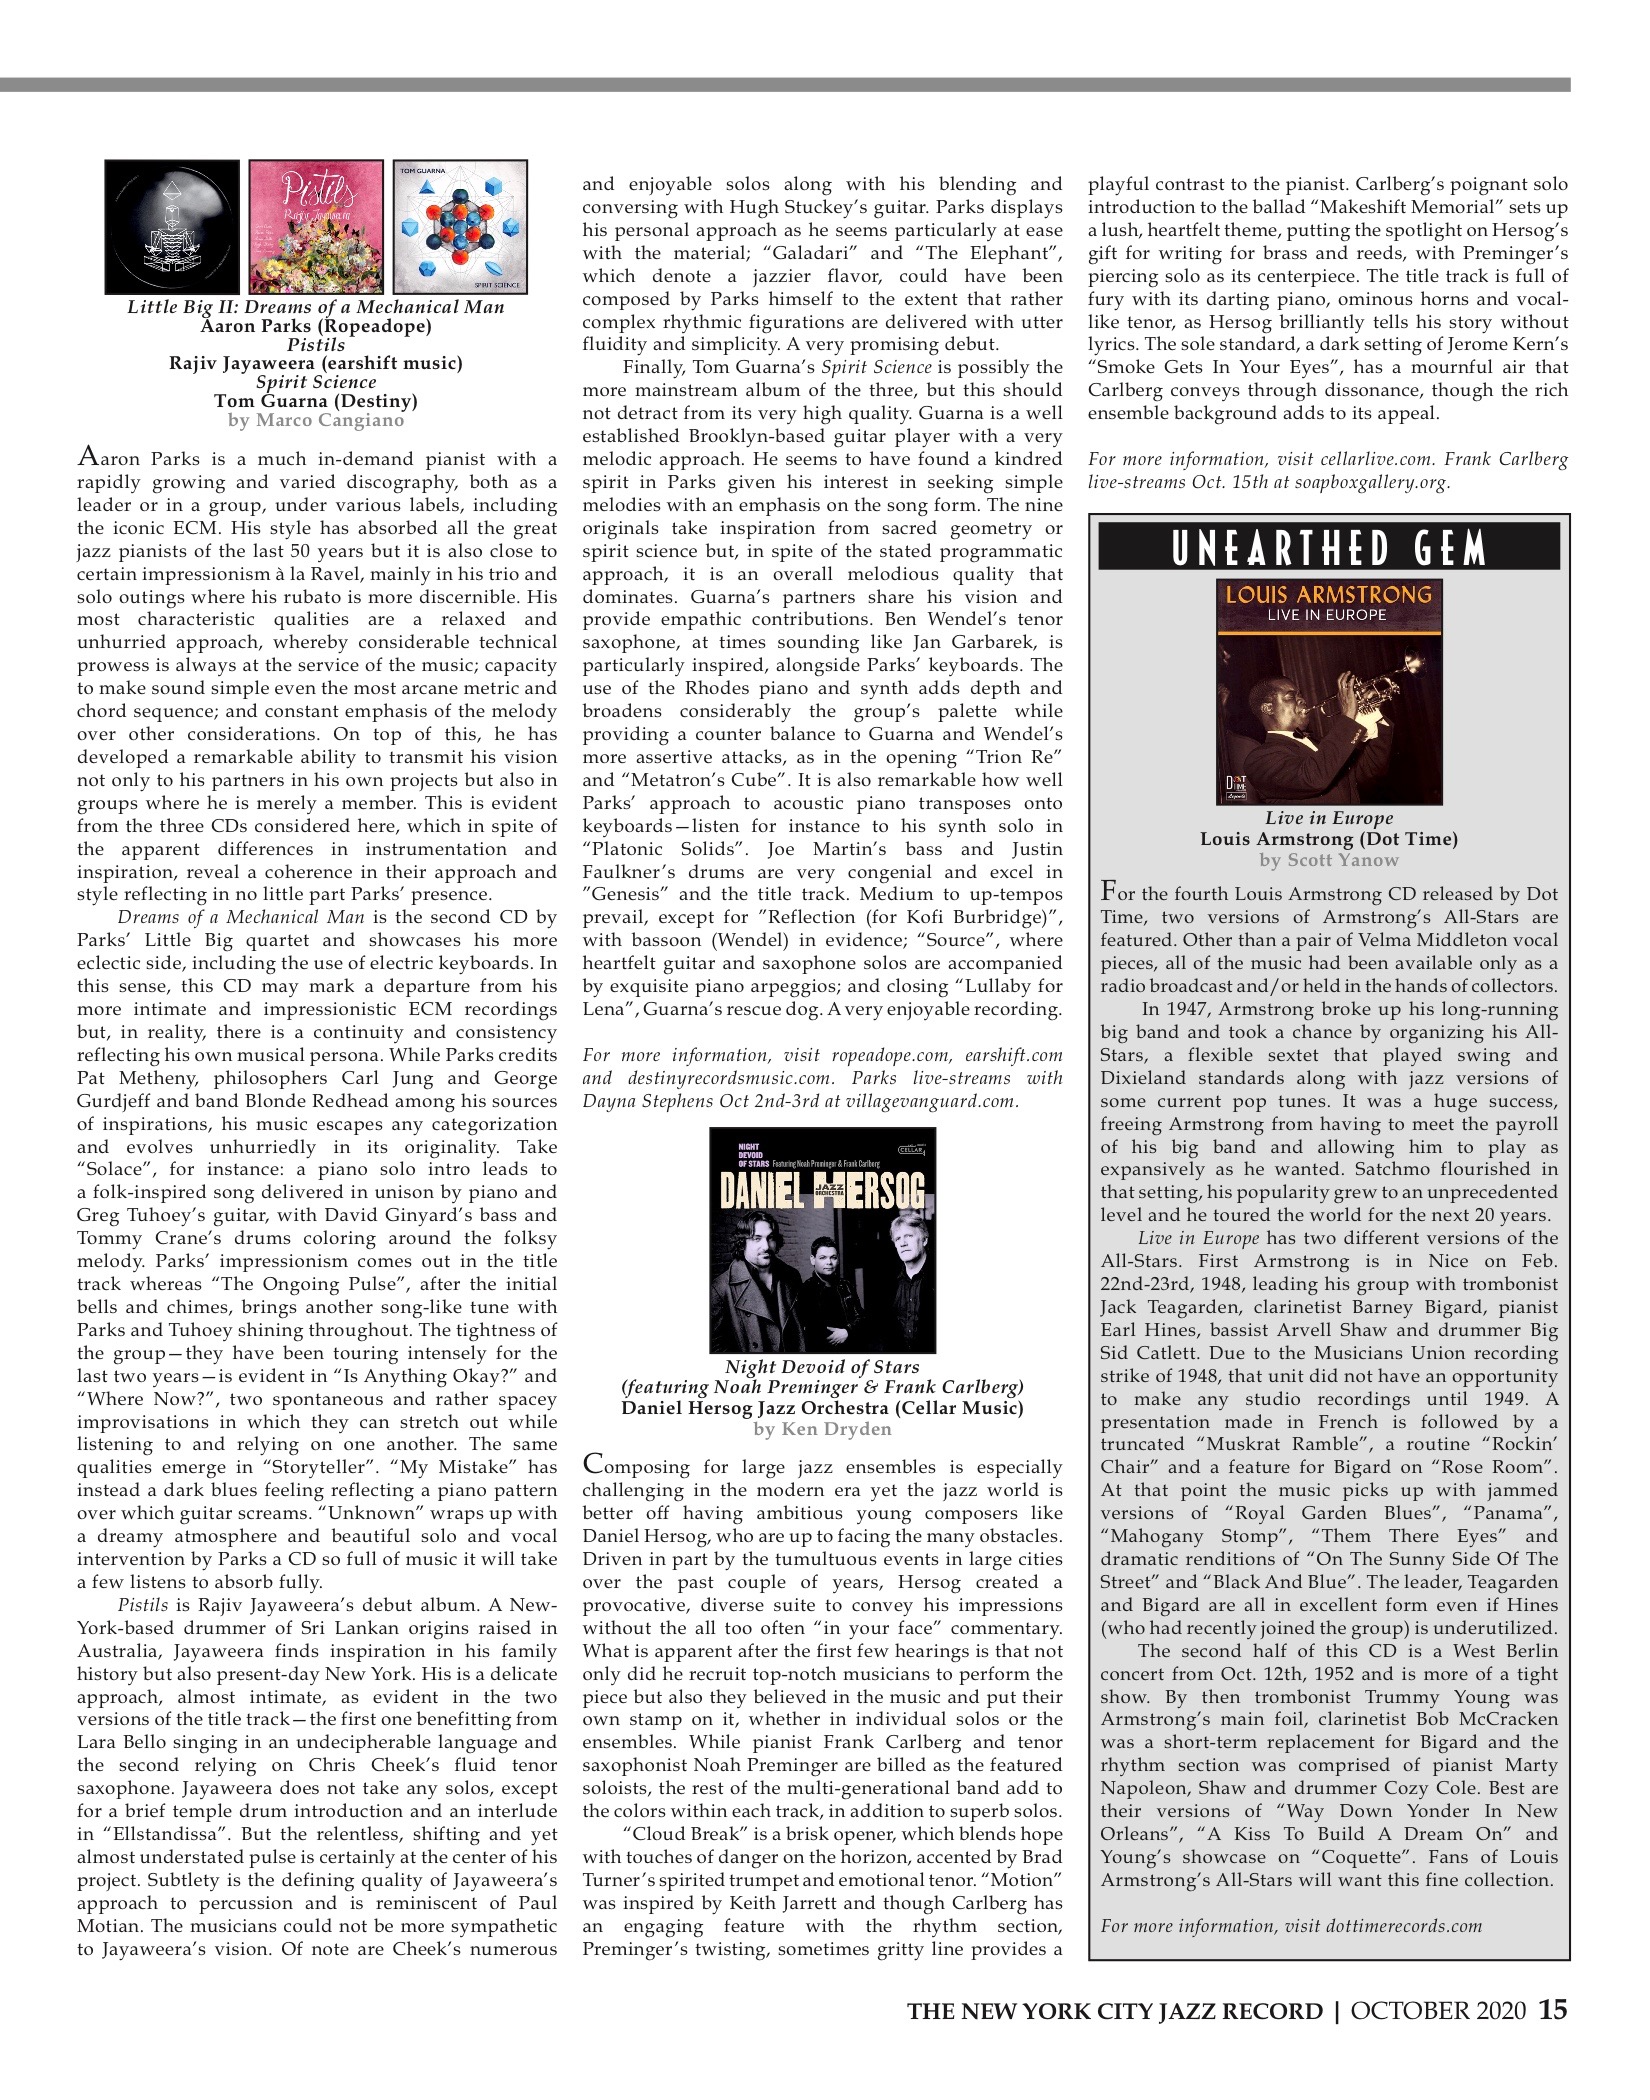 Pistils
Rajiv Jayaweera
TOM GUARNA
SPIRIT SCIENCE
Little Big II: Dreams of a Mechanical Man
Aaron Parks (Ropeadope)
Pistils
Rajiv Jayaweera (earshift music)
Spirit Science
Tom Guarna (Destiny)
by Marco Cangiano
Aaron Parks is a much in-demand pianist with a
rapidly growing and varied discography, both as a
leader or in a group, under various labels, including
the iconic ECM. His style has absorbed all the great
jazz pianists of the last 50 years but it is also close to
certain impressionism à la Ravel, mainly in his trio and
solo outings where his rubato is more discernible. His
most characteristic qualities are a relaxed and
unhurried approach, whereby considerable technical
prowess is always at the service of the music; capacity
to make sound simple even the most arcane metric and
chord sequence; and constant emphasis of the melody
over other considerations. On top of this, he has
developed a remarkable ability to transmit his vision
not only to his partners in his own projects but also in
groups where he is merely a member. This is evident
from the three CDs considered here, which in spite of
the apparent differences in instrumentation and
inspiration, reveal a coherence in their approach and
style reflecting in no little part Parks’ presence.
Dreams of a Mechanical Man is the second CD by
Parks’ Little Big quartet and showcases his more
eclectic side, including the use of electric keyboards. In
this sense, this CD may mark a departure from his
more intimate and impressionistic ECM recordings
but, in reality, there is a continuity and consistency
reflecting his own musical persona. While Parks credits
Pat Metheny, philosophers Carl Jung and George
Gurdjeff and band Blonde Redhead among his sources
of inspirations, his music escapes any categorization
and evolves unhurriedly in its originality. Take
“Solace”, for instance: a piano solo intro leads to
a folk-inspired song delivered in unison by piano and
Greg Tuhoey’s guitar, with David Ginyard’s bass and
Tommy Crane’s drums coloring around the folksy
melody. Parks’ impressionism comes out in the title
track whereas “The Ongoing Pulse”, after the initial
bells and chimes, brings another song-like tune with
Parks and Tuhoey shining throughout. The tightness of
the group—they have been touring intensely for the
last two years—is evident in “Is Anything Okay?” and
“Where Now?”, two spontaneous and rather spacey
improvisations in which they can stretch out while
listening to and relying on one another. The same
qualities emerge in “Storyteller”. “My Mistake” has
instead a dark blues feeling reflecting a piano pattern
over which guitar screams. “Unknown” wraps up with
a dreamy atmosphere and beautiful solo and vocal
intervention by Parks a CD so full of music it will take
a few listens to absorb fully.
Pistils is Rajiv Jayaweera’s debut album. A New-
York-based drummer of Sri Lankan origins raised in
Australia, Jayaweera finds inspiration in his family
history but also present-day New York. His is a delicate
approach, almost intimate, as evident in the two
versions of the title track—the first one benefitting from
Lara Bello singing in an undecipherable language and
the second relying on Chris Cheek’s fluid tenor
saxophone. Jayaweera does not take any solos, except
for a brief temple drum introduction and an interlude
in “Ellstandissa”. But the relentless, shifting and yet
almost understated pulse is certainly at the center of his
project. Subtlety is the defining quality of Jayaweera’s
approach to percussion and is reminiscent of Paul
Motian. The musicians could not be more sympathetic
to Jayaweera’s vision. Of note are Cheek’s numerous
and enjoyable solos along with his blending and
conversing with Hugh Stuckey’s guitar. Parks displays
his personal approach as he seems particularly at ease
with the material; “Galadari” and “The Elephant”,
which denote a jazzier flavor, could have been
composed by Parks himself to the extent that rather
complex rhythmic figurations are delivered with utter
fluidity and simplicity. A very promising debut.
Finally, Tom Guarna’s Spirit Science is possibly the
more mainstream album of the three, but this should
not detract from its very high quality. Guarna is a well
established Brooklyn-based guitar player with a very
melodic approach. He seems to have found a kindred
spirit in Parks given his interest in seeking simple
melodies with an emphasis on the song form. The nine
originals take inspiration from sacred geometry or
spirit science but, in spite of the stated programmatic
approach, it is an overall melodious quality that
dominates. Guarna’s partners share his vision and
provide empathic contributions. Ben Wendel’s tenor
saxophone, at times sounding like Jan Garbarek, is
particularly inspired, alongside Parks’ keyboards. The
use of the Rhodes piano and synth adds depth and
broadens considerably the group’s palette while
providing a counter balance to Guarna and Wendel’s
more assertive attacks, as in the opening “Trion Re”
and “Metatron’s Cube”. It is also remarkable how well
Parks’ approach to acoustic piano transposes onto
keyboards—listen for instance to his synth solo in
“Platonic Solids”. Joe Martin’s bass and Justin
Faulkner’s drums are very congenial and excel in
”Genesis” and the title track. Medium to up-tempos
prevail, except for ”Reflection (for Kofi Burbridge)”,
with bassoon (Wendel) in evidence; “Source”, where
heartfelt guitar and saxophone solos are accompanied
by exquisite piano arpeggios; and closing “Lullaby for
Lena”, Guarna’s rescue dog. A very enjoyable recording.
For more information, visit ropeadope.com, earshift.com
and destinyrecordsmusic.com. Parks live-streams with
Dayna Stephens Oct 2nd-3rd at villagevanguard.com.
NIGHT
DEVOID
OF STARS Featuring Noah Preminger & Frank Carlberg
CELLAR
DANIEL HERSOG
JAZZ
ORCHESTRA
Night Devoid of Stars
(featuring Noah Preminger & Frank Carlberg)
Daniel Hersog Jazz Orchestra (Cellar Music)
by Ken Dryden
Composing for large jazz ensembles is especially
challenging in the modern era yet the jazz world is
better off having ambitious young composers like
Daniel Hersog, who are up to facing the many obstacles.
Driven in part by the tumultuous events in large cities
over the past couple of years, Hersog created a
provocative, diverse suite to convey his impressions
without the all too often “in your face” commentary.
What is apparent after the first few hearings is that not
only did he recruit top-notch musicians to perform the
piece but also they believed in the music and put their
own stamp on it, whether in individual solos or the
ensembles. While pianist Frank Carlberg and tenor
saxophonist Noah Preminger are billed as the featured
soloists, the rest of the multi-generational band add to
the colors within each track, in addition to superb solos.
“Cloud Break” is a brisk opener, which blends hope
with touches of danger on the horizon, accented by Brad
Turner’s spirited trumpet and emotional tenor. “Motion”
was inspired by Keith Jarrett and though Carlberg has
an engaging feature with the rhythm section,
Preminger’s twisting, sometimes gritty line provides a
playful contrast to the pianist. Carlberg’s poignant solo
introduction to the ballad “Makeshift Memorial” sets up
a lush, heartfelt theme, putting the spotlight on Hersog’s
gift for writing for brass and reeds, with Preminger’s
piercing solo as its centerpiece. The title track is full of
fury with its darting piano, ominous horns and vocal-
like tenor, as Hersog brilliantly tells his story without
lyrics. The sole standard, a dark setting of Jerome Kern’s
“Smoke Gets In Your Eyes”, has a mournful air that
Carlberg conveys through dissonance, though the rich
ensemble background adds to its appeal.
For more information, visit cellarlive.com. Frank Carlberg
live-streams Oct. 15th at soapboxgallery.org.
UNEARTHED GEM
LOUIS ARMSTRONG
LIVE IN EUROPE
DOT
TIME
Legends
Live in Europe
Louis Armstrong (Dot Time)
by Scott Yanow
For the fourth Louis Armstrong CD released by Dot
Time, two versions of Armstrong’s All-Stars are
featured. Other than a pair of Velma Middleton vocal
pieces, all of the music had been available only as a
radio broadcast and/or held in the hands of collectors.
In 1947, Armstrong broke up his long-running
big band and took a chance by organizing his All-
Stars, a flexible sextet that played swing and
Dixieland standards along with jazz versions of
some current pop tunes. It was a huge success,
freeing Armstrong from having to meet the payroll
of his big band and allowing him to play as
expansively as he wanted. Satchmo flourished in
that setting, his popularity grew to an unprecedented
level and he toured the world for the next 20 years.
Live in Europe has two different versions of the
All-Stars. First Armstrong is in Nice on Feb.
22nd-23rd, 1948, leading his group with trombonist
Jack Teagarden, clarinetist Barney Bigard, pianist
Earl Hines, bassist Arvell Shaw and drummer Big
Sid Catlett. Due to the Musicians Union recording
strike of 1948, that unit did not have an opportunity
to make any studio recordings until 1949. A
presentation made in French is followed by a
truncated “Muskrat Ramble”, a routine “Rockin’
Chair” and a feature for Bigard on “Rose Room”.
At that point the music picks up with jammed
versions of “Royal Garden Blues”, “Panama”,
“Mahogany Stomp”, “Them There Eyes” and
dramatic renditions of “On The Sunny Side Of The
Street” and “Black And Blue”. The leader, Teagarden
and Bigard are all in excellent form even if Hines
(who had recently joined the group) is underutilized.
The second half of this CD is a West Berlin
concert from Oct. 12th, 1952 and is more of a tight
show. By then trombonist Trummy Young was
Armstrong’s main foil, clarinetist Bob McCracken
was a short-term replacement for Bigard and the
rhythm section was comprised of pianist Marty
Napoleon, Shaw and drummer Cozy Cole. Best are
their versions of “Way Down Yonder In New
Orleans”, “A Kiss To Build A Dream On” and
Young’s showcase on “Coquette”. Fans of Louis
Armstrong’s All-Stars will want this fine collection.
For more information, visit dottimerecords.com
THE NEW YORK CITY JAZZ RECORD | OCTOBER 2020 15